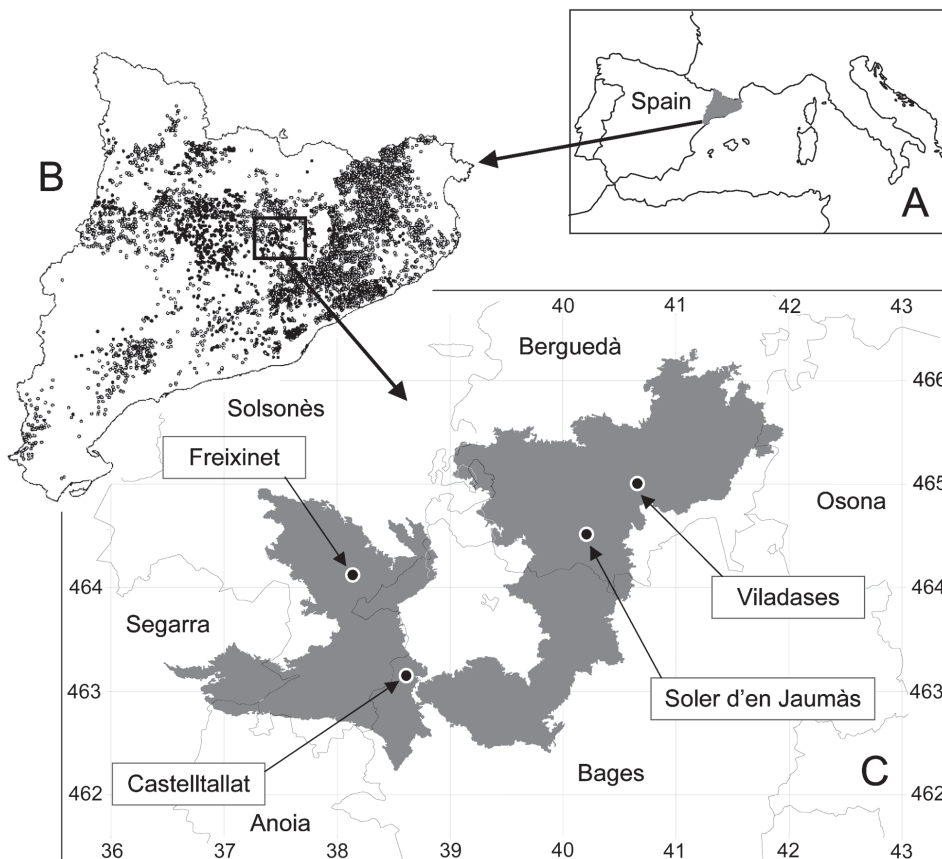 Spain
A
B
40
41
42
43
Berguedà
466
Solsonès
Freixinet
465
Osona
464
464
Viladases
Segarra
463
463
Soler d'en Jaumàs
Castelltallat
Bages
C
462
462
Anoia
36
37
38
39
40
41
42
43